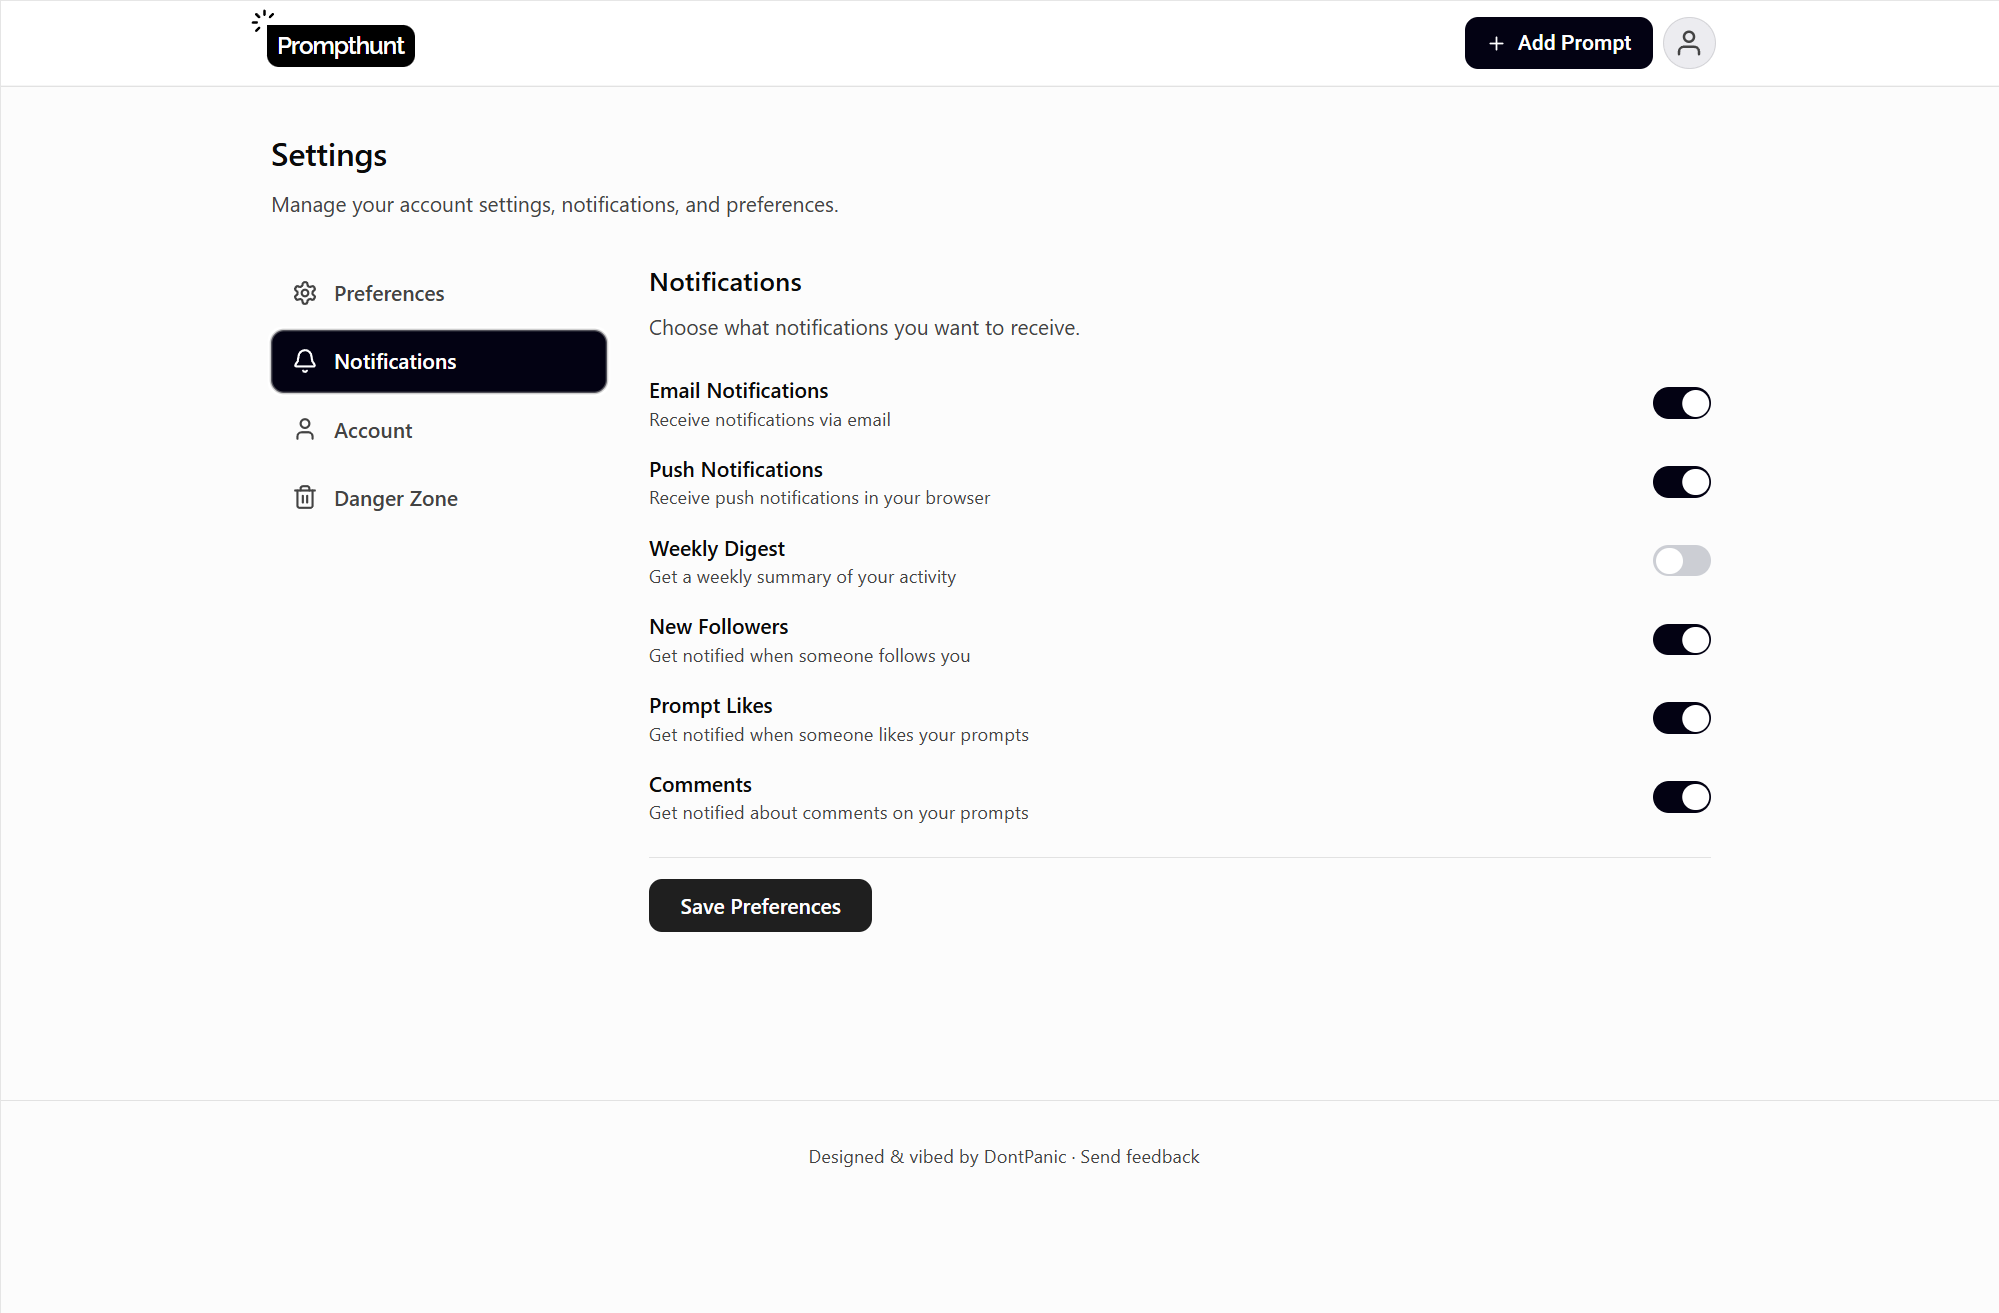 Prompthunt
Add Prompt
Settings
Manage your account settings, notifications, and preferences.
Preferences
Notifications
Account
Danger Zone
Notifications
Choose what notifications you want to receive.
Email Notifications
Receive notifications via email
Push Notifications
Receive push notifications in your browser
Weekly Digest
Get a weekly summary of your activity
New Followers
Get notified when someone follows you
Prompt Likes
Get notified when someone likes your prompts
Comments
Get notified about comments on your prompts
Save Preferences
Designed & vibed by DontPanic · Send feedback